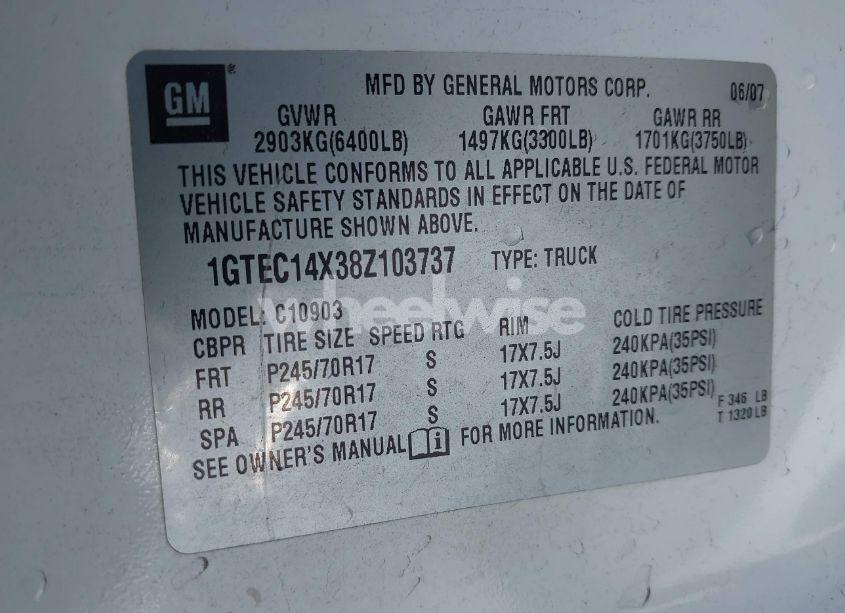 GM®
MFD BY GENERAL MOTORS CORP. 06/07
GVWR GAWR FRT GAWR RR
2903KG(6400LB) 1497KG(3300LB) 1701KG(3750LB)
THIS VEHICLE CONFORMS TO ALL APPLICABLE U.S. FEDERAL MOTOR
VEHICLE SAFETY STANDARDS IN EFFECT ON THE DATE OF
MANUFACTURE SHOWN ABOVE.
1GTEC14X38Z103737 TYPE: TRUCK
wheelwise
MODEL: C10903
CBPR TIRE SIZE SPEED RTG RIM COLD TIRE PRESSURE
FRT P245/70R17 S 17X7.5J 240KPA(35PSI)
RR P245/70R17 S 17X7.5J 240KPA(35PSI)
SPA P245/70R17 S 17X7.5J 240KPA(35PSI)
F 346 LB
T 1320 LB
SEE OWNER'S MANUAL i FOR MORE INFORMATION.